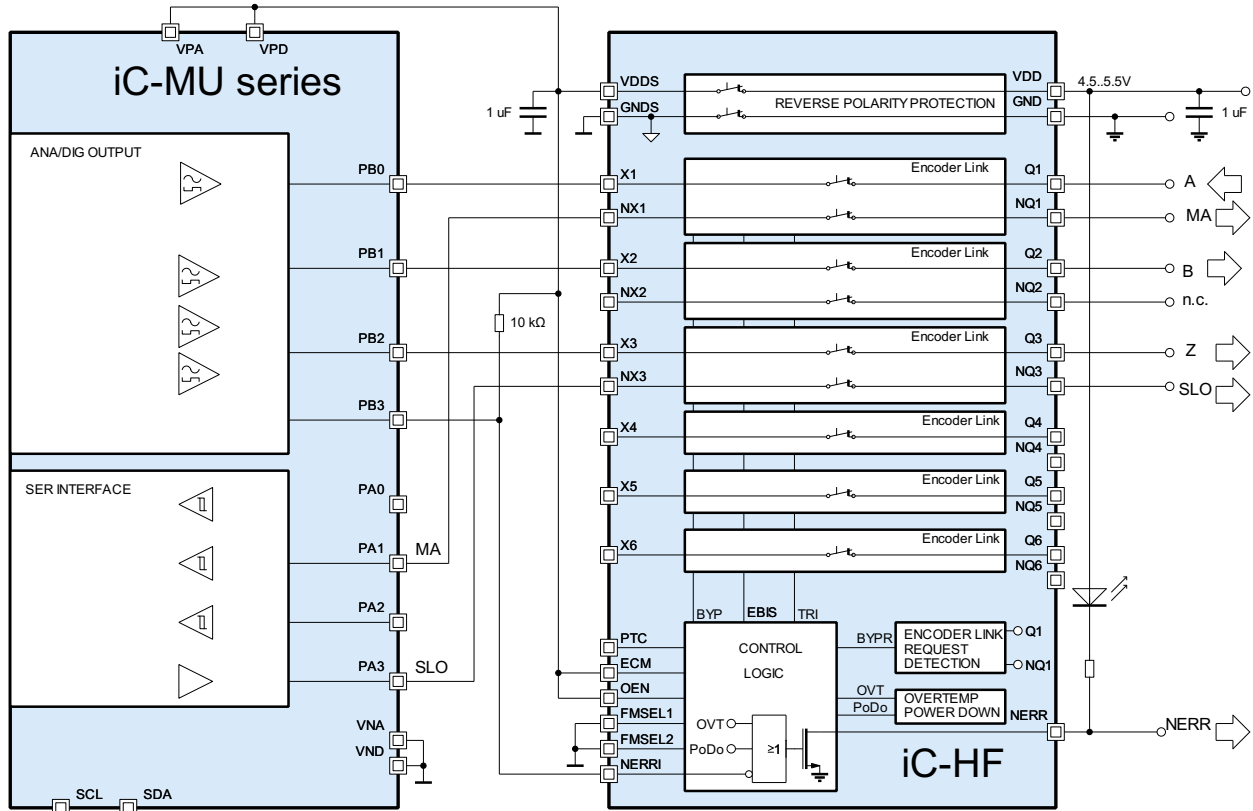 VPA
VPD
iC-MU series
ANA/DIG OUTPUT
PB0
PB1
PB2
PB3
SER INTERFACE
PA0
PA1
MA
PA2
PA3
SLO
VNA
VND
SCL
SDA
1 uF
10 kΩ
VDDS
GNDS
REVERSE POLARITY PROTECTION
VDD
GND
4.5..5.5V
1 uF
X1
Encoder Link
Q1
A
NX1
NQ1
MA
X2
Encoder Link
Q2
B
NX2
NQ2
n.c.
X3
Encoder Link
Q3
Z
NX3
NQ3
SLO
X4
Encoder Link
Q4
NQ4
X5
Encoder Link
Q5
NQ5
X6
Encoder Link
Q6
NQ6
BYP
EBIS
TRI
PTC
ECM
OEN
FMSEL1
FMSEL2
NERRI
CONTROL
LOGIC
OVT
PoDo
≥1
BYPR
ENCODER LINK
REQUEST
DETECTION
Q1
NQ1
OVT
PoDo
OVERTEMP
POWER DOWN
NERR
NERR
iC-HF